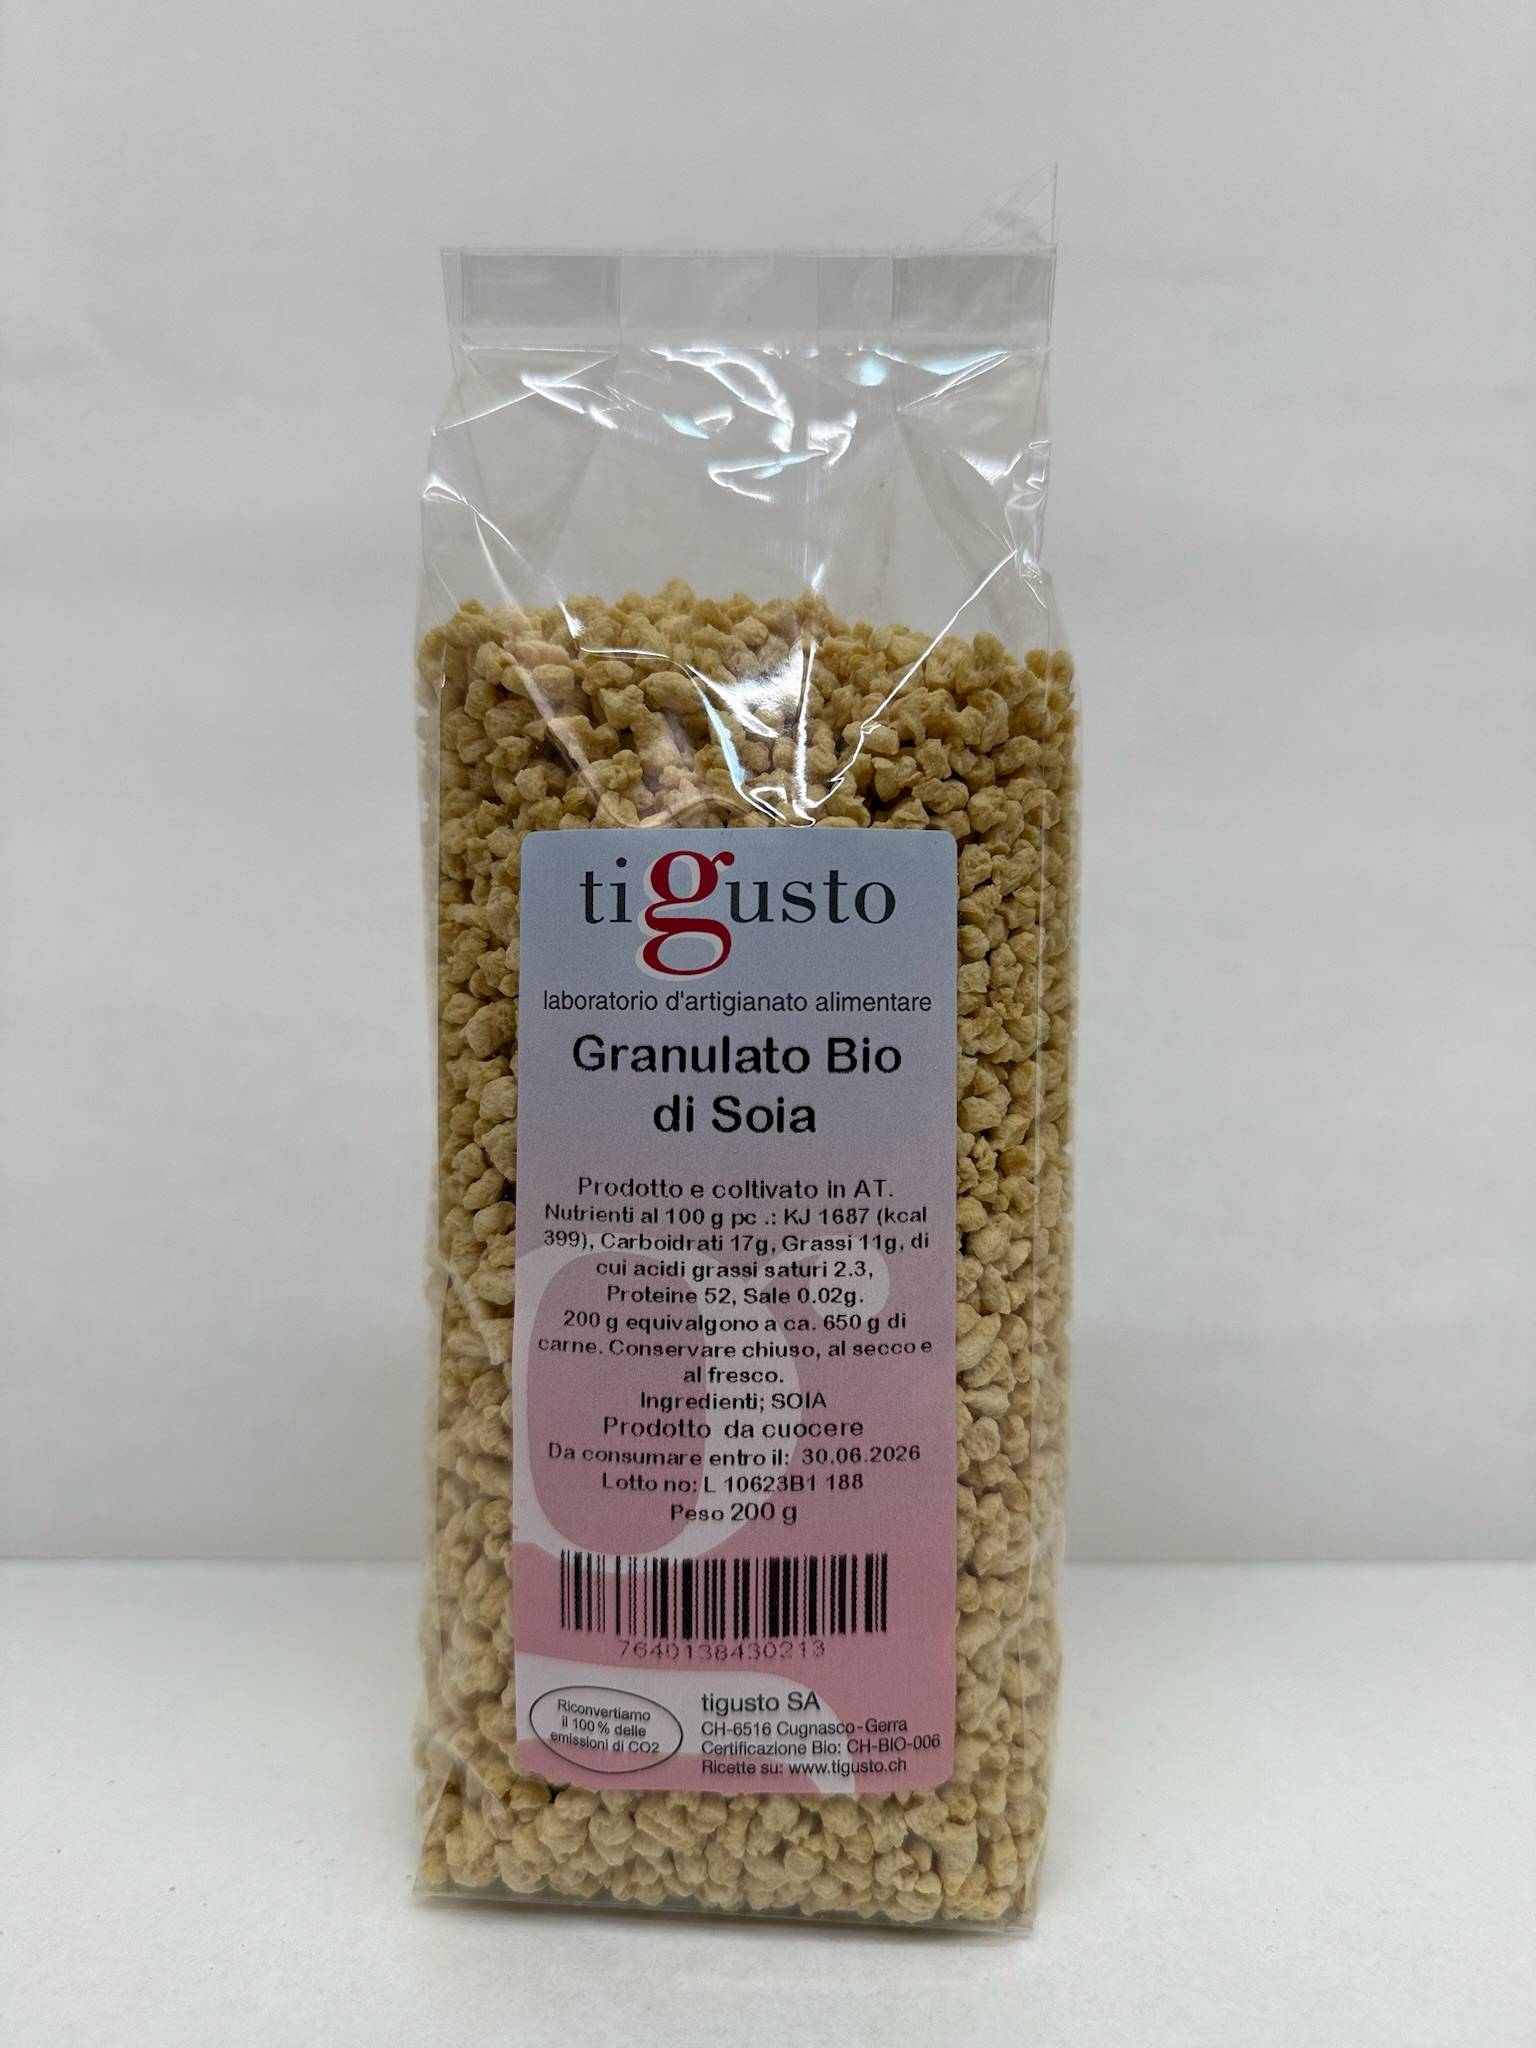 tigusto
laboratorio d'artigianato alimentare
Granulato Bio
di Soia
Prodotto e coltivato in AT.
Nutrienti al 100 g pc .: KJ 1687 (kcal
399), Carboidrati 17g, Grassi 11g, di
cui acidi grassi saturi 2.3,
Proteine 52, Sale 0.02g.
200 g equivalgono a ca. 650 g di
carne. Conservare chiuso, al secco e
al fresco.
Ingredienti; SOIA
Prodotto da cuocere
Da consumare entro il: 30.06.2026
Lotto no: L 10623B1 188
Peso 200 g
7640138430213
Riconvertiamo
il 100% delle
emissioni di CO2
tigusto SA
CH-6516 Cugnasco-Gerra
Certificazione Bio: CH-BIO-006
Ricette su: www.tigusto.ch